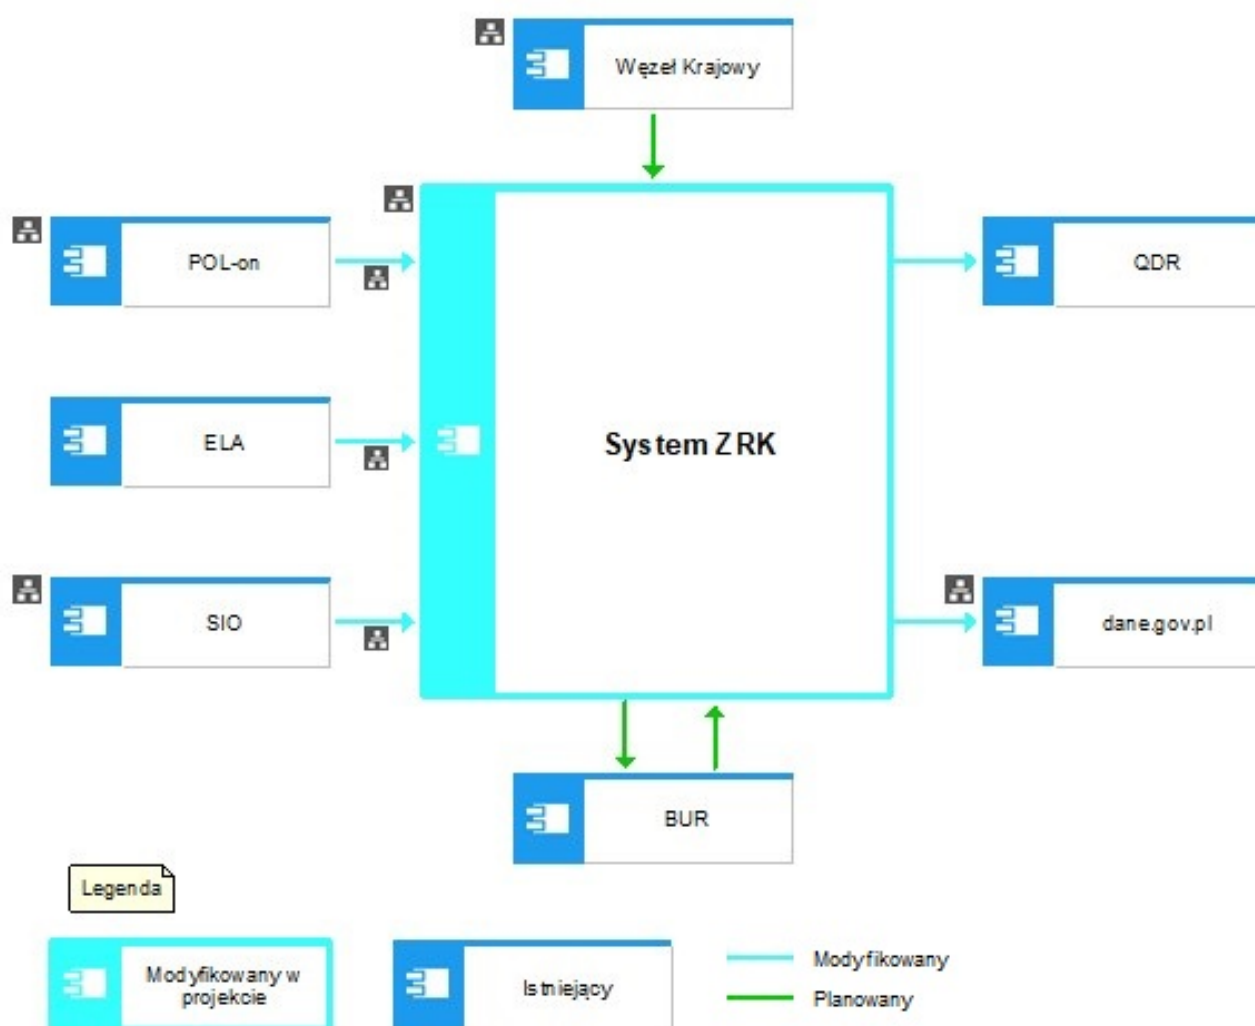 Węzeł Krajowy
POL-on
QDR
ELA
System ZRK
SIO
dane.gov.pl
BUR
Legenda
Modyfikowany w
projekcie
Istniejący
Modyfikowany
Planowany